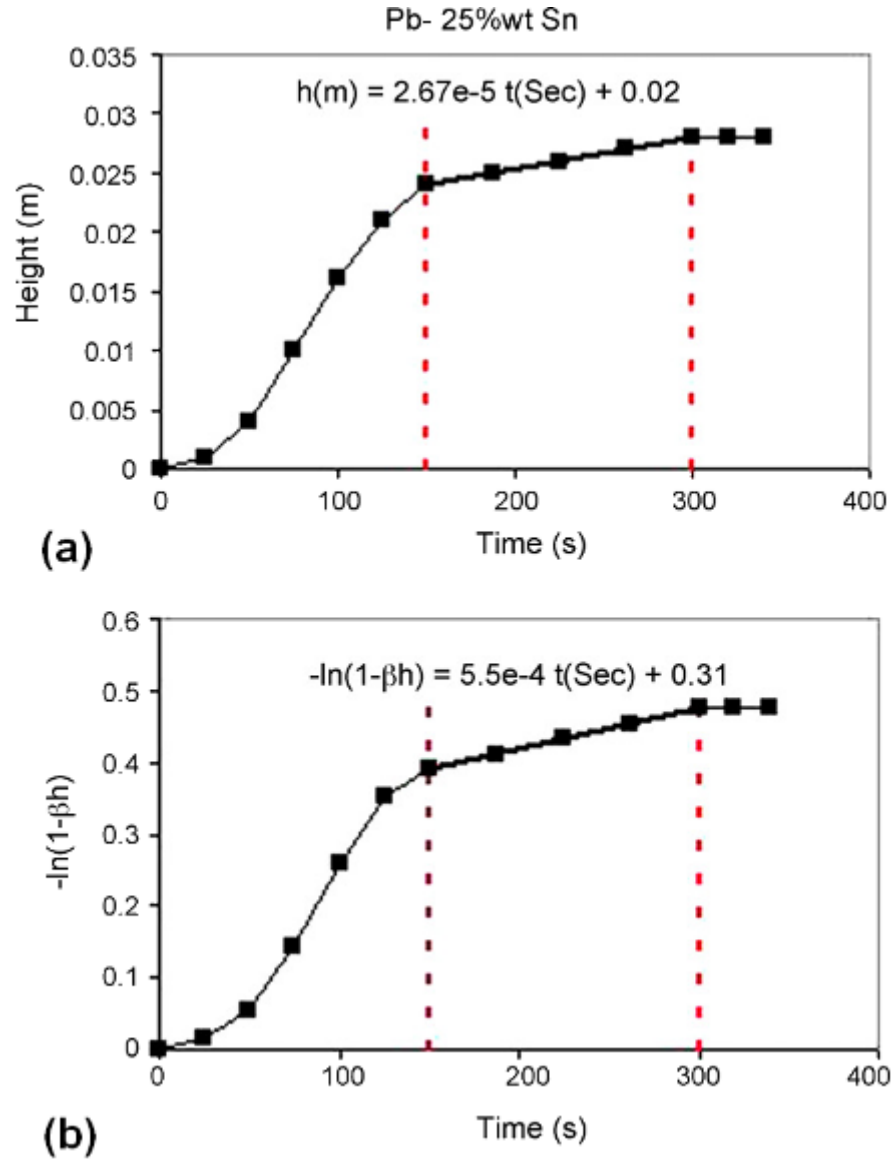 Pb- 25%wt Sn
0.035
h(m) = 2.67e-5 t(Sec) + 0.02
0.03
0.025
0.02
0.015
0.01
0.005
0
Height (m)
0 100 200 300 400
Time (s)
(a)
0.6
-ln(1-βh) = 5.5e-4 t(Sec) + 0.31
0.5
0.4
0.3
0.2
0.1
0
-ln(1-βh)
0 100 200 300 400
Time (s)
(b)